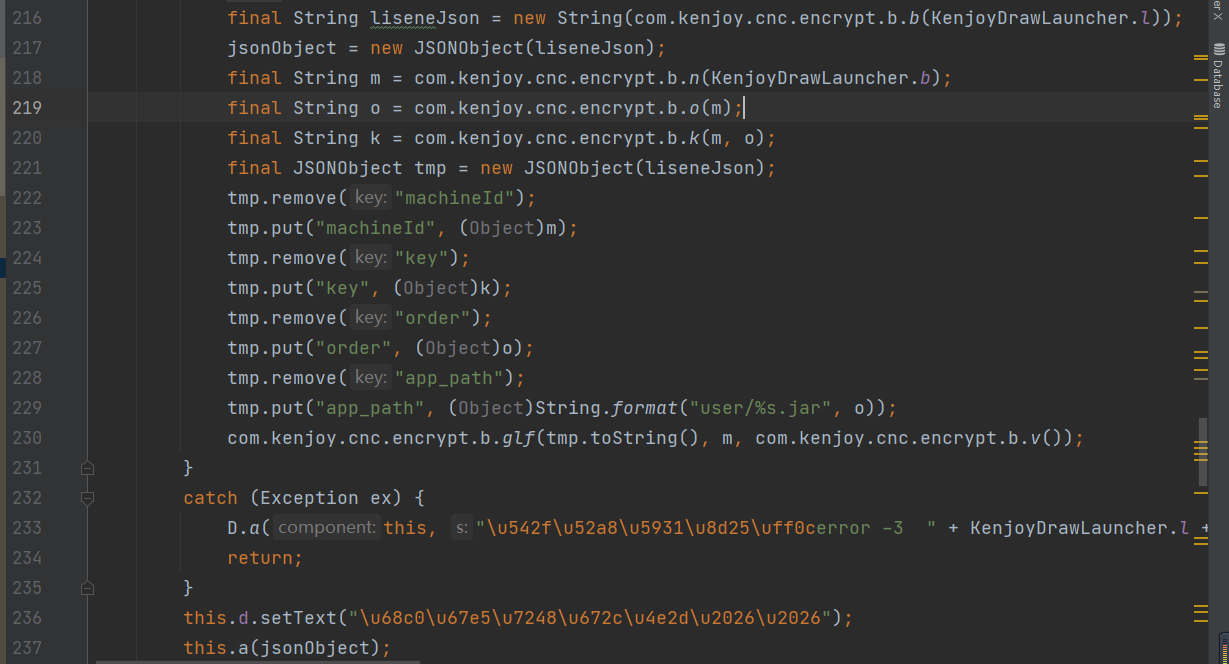 216 final String liseneJson = new String(com.kenjoy.cnc.encrypt.b.b(KenjoyDrawLauncher.l));
217 jsonObject = new JSONObject(liseneJson);
218 final String m = com.kenjoy.cnc.encrypt.b.n(KenjoyDrawLauncher.b);
219 final String o = com.kenjoy.cnc.encrypt.b.o(m);
220 final String k = com.kenjoy.cnc.encrypt.b.k(m, o);
221 final JSONObject tmp = new JSONObject(liseneJson);
222 tmp.remove( key: "machineId");
223 tmp.put("machineId", (Object)m);
224 tmp.remove( key: "key");
225 tmp.put("key", (Object)k);
226 tmp.remove( key: "order");
227 tmp.put("order", (Object)o);
228 tmp.remove( key: "app_path");
229 tmp.put("app_path", (Object)String.format("user/%s.jar", o));
230 com.kenjoy.cnc.encrypt.b.glf(tmp.toString(), m, com.kenjoy.cnc.encrypt.b.v());
231 }
232 catch (Exception ex) {
233 D.a( component: this, s: "\u542f\u52a8\u5931\u8d25\uff0cerror -3  " + KenjoyDrawLauncher.l +
234 return;
235 }
236 this.d.setText("\u68c0\u67e5\u7248\u672c\u4e2d\u2026\u2026");
237 this.a(jsonObject);
er X
Database